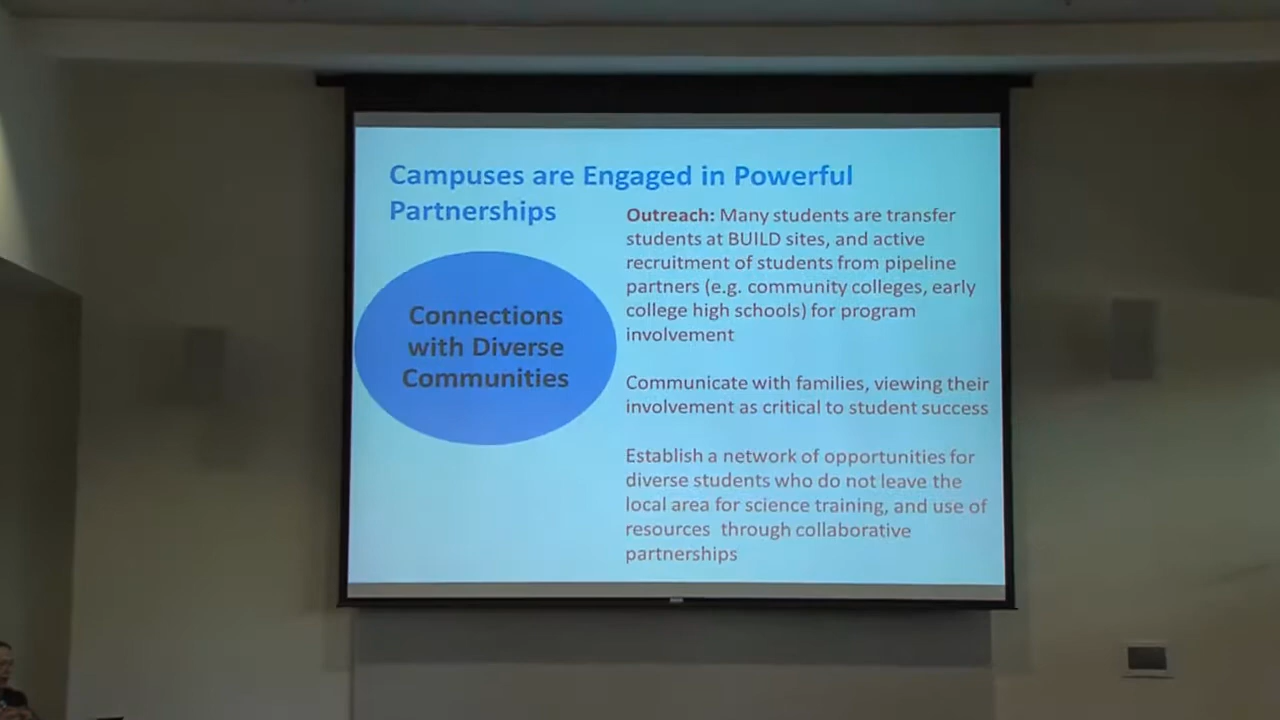 Campuses are Engaged in Powerful
Partnerships
Connections
with Diverse
Communities
Outreach: Many students are transfer
students at BUILD sites, and active
recruitment of students from pipeline
partners (e.g. community colleges, early
college high schools) for program
involvement
Communicate with families, viewing their
involvement as critical to student success
Establish a network of opportunities for
diverse students who do not leave the
local area for science training, and use of
resources through collaborative
partnerships